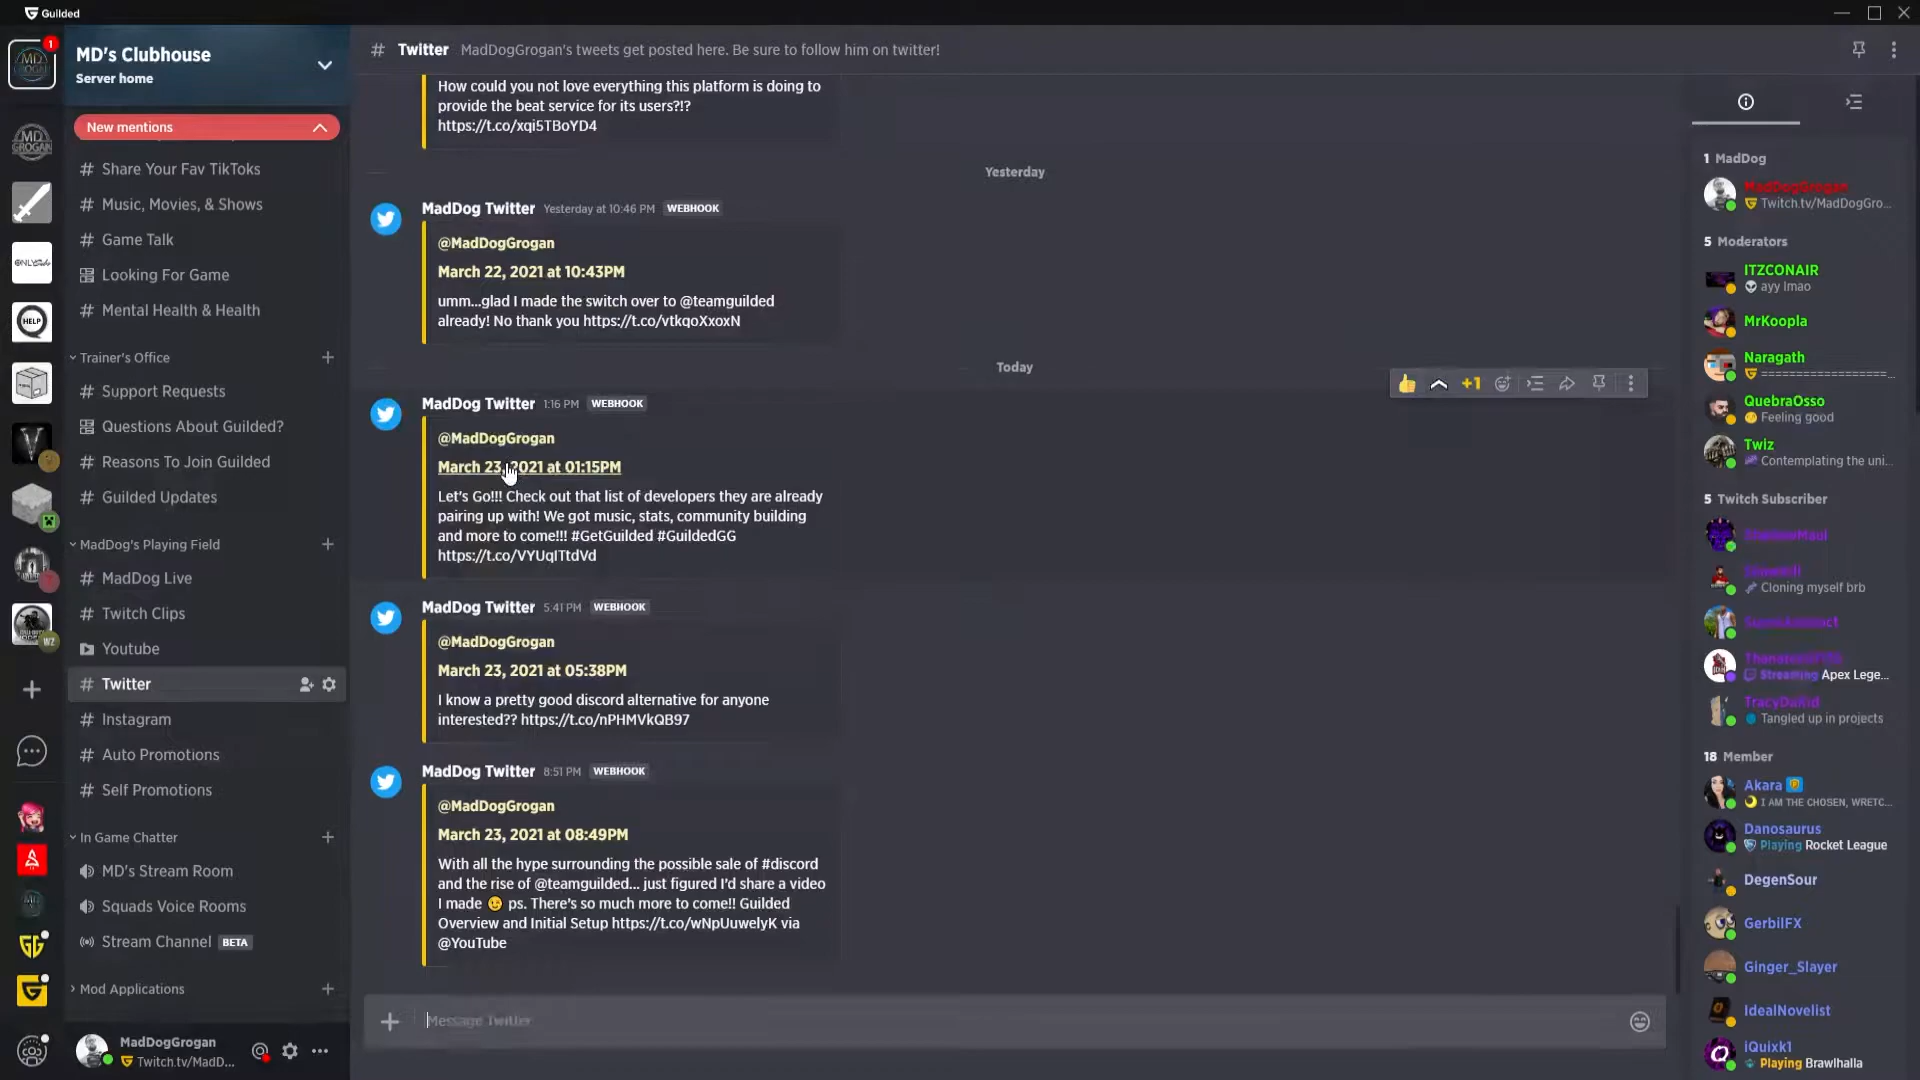 Guilded
1
MD's Clubhouse
Server home
New mentions
# Share Your Fav TikToks
# Music, Movies, & Shows
# Game Talk
Looking For Game
# Mental Health & Health
Trainer's Office
# Support Requests
Questions About Guilded?
# Reasons To Join Guilded
# Guilded Updates
MadDog's Playing Field
# MadDog Live
# Twitch Clips
Youtube
# Twitter
# Instagram
# Auto Promotions
# Self Promotions
In Game Chatter
MD's Stream Room
Squads Voice Rooms
Stream Channel BETA
Mod Applications
MadDogGrogan
Twitch.tv/MadD...
MD GROGAN
HELP
WZ
# Twitter MadDogGrogan's tweets get posted here. Be sure to follow him on twitter!
How could you not love everything this platform is doing to
provide the beat service for its users?!?
https://t.co/xqi5TBoYD4
Yesterday
MadDog Twitter Yesterday at 10:46 PM WEBHOOK
@MadDogGrogan
March 22, 2021 at 10:43PM
umm...glad I made the switch over to @teamguilded
already! No thank you https://t.co/vtkqoXxoxN
Today
+1
MadDog Twitter 1:16 PM WEBHOOK
@MadDogGrogan
March 23, 2021 at 01:15PM
Let's Go!!! Check out that list of developers they are already
pairing up with! We got music, stats, community building
and more to come!!! #GetGuilded #GuildedGG
https://t.co/VYUqITtdVd
MadDog Twitter 5:41 PM WEBHOOK
@MadDogGrogan
March 23, 2021 at 05:38PM
I know a pretty good discord alternative for anyone
interested?? https://t.co/nPHMVkQB97
MadDog Twitter 8:51 PM WEBHOOK
@MadDogGrogan
March 23, 2021 at 08:49PM
With all the hype surrounding the possible sale of #discord
and the rise of @teamguilded... just figured I'd share a video
I made 😉 ps. There's so much more to come!! Guilded
Overview and Initial Setup https://t.co/wNpUuwelyK via
@YouTube
Message Twitter
1 MadDog
MadDogGrogan
Twitch.tv/MadDogGro...
5 Moderators
ITZCONAIR
ayy lmao
MrKoopla
Naragath
==================...
QuebraOsso
Feeling good
Twiz
Contemplating the uni...
5 Twitch Subscriber
Cloning myself brb
Streaming Apex Lege...
TracyDaKid
Tangled up in projects
18 Member
Akara
I AM THE CHOSEN, WRETC...
Danosaurus
Playing Rocket League
DegenSour
GerbilFX
Ginger_Slayer
IdealNovelist
iQuixk1
Playing Brawlhalla